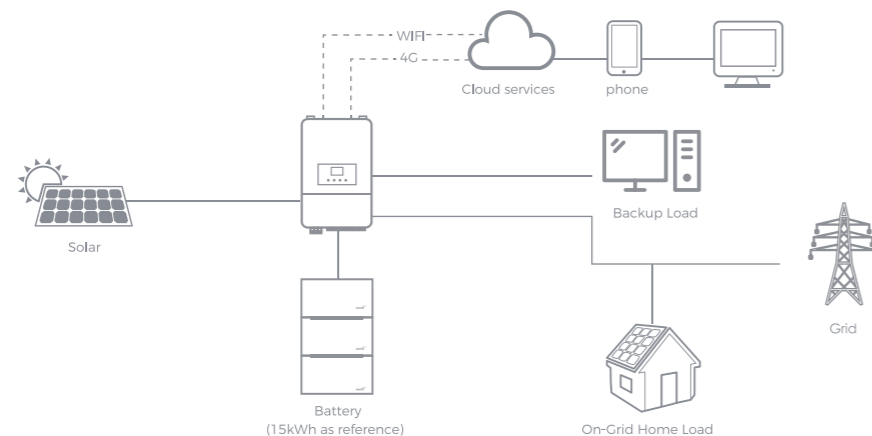 WIFI
4G
Cloud services
phone
Solar
Backup Load
Grid
Battery
(15kWh as reference)
On-Grid Home Load